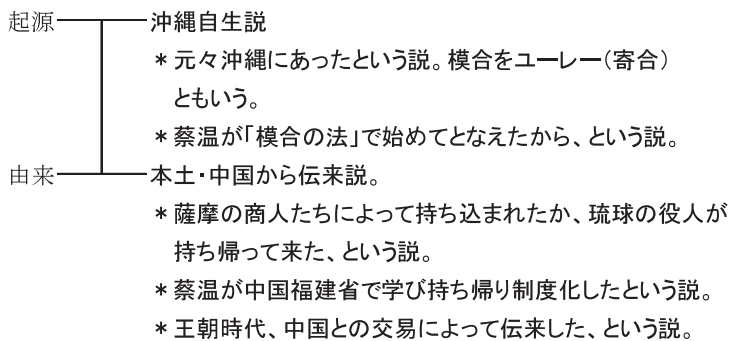 起源 沖縄自生説
＊元々沖縄にあったという説。模合をユーレー（寄合）
ともいう。
＊蔡温が「模合の法」で始めてとなえたから、という説。
由来 本土・中国から伝来説。
＊薩摩の商人たちによって持ち込まれたか、琉球の役人が
持ち帰って来た、という説。
＊蔡温が中国福建省で学び持ち帰り制度化したという説。
＊王朝時代、中国との交易によって伝来した、という説。